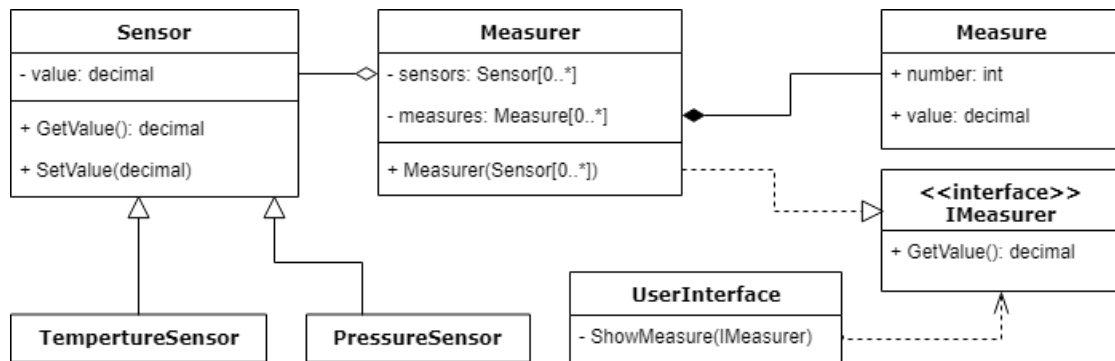 Sensor
- value: decimal
+ GetValue(): decimal
+ SetValue(decimal)
Measurer
- sensors: Sensor[0..*]
- measures: Measure[0..*]
+ Measurer(Sensor[0..*])
Measure
+ number: int
+ value: decimal
<<interface>>
IMeasurer
+ GetValue(): decimal
UserInterface
- ShowMeasure(IMeasurer)
TempertureSensor
PressureSensor